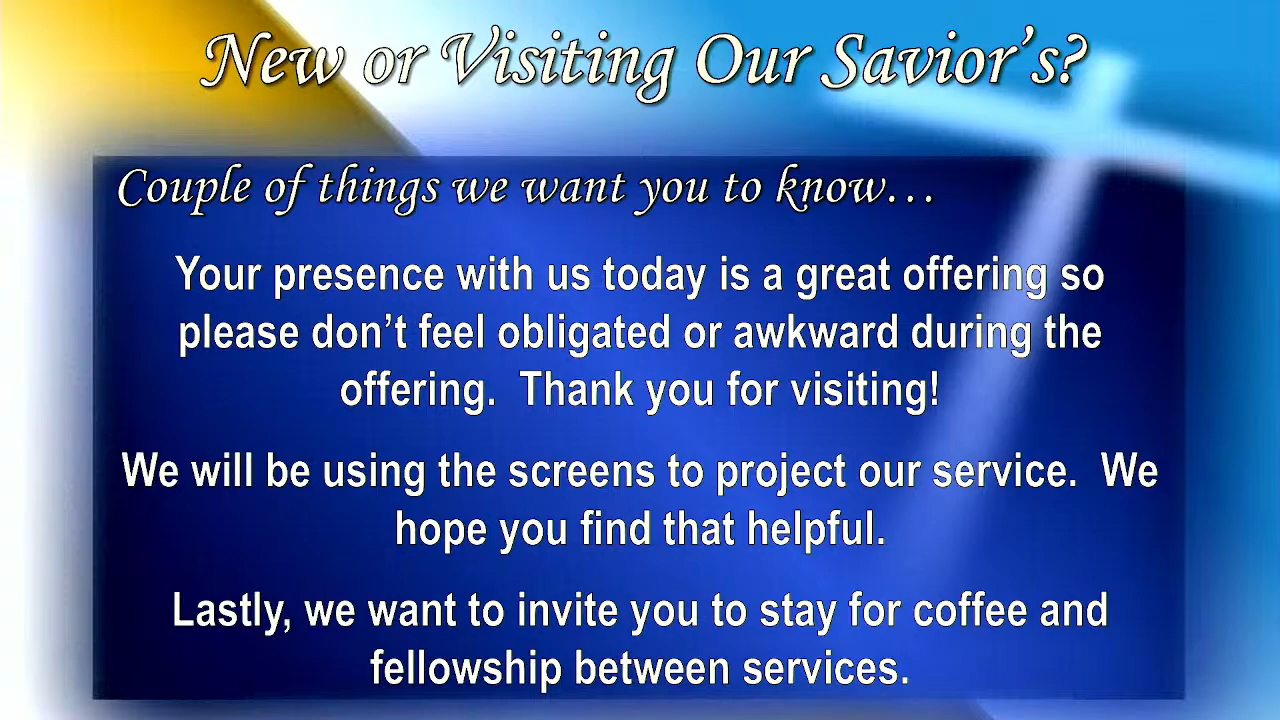 New or Visiting Our Savior’s?
Couple of things we want you to know…
Your presence with us today is a great offering so
please don’t feel obligated or awkward during the
offering.  Thank you for visiting!
We will be using the screens to project our service.  We
hope you find that helpful.
Lastly, we want to invite you to stay for coffee and
fellowship between services.